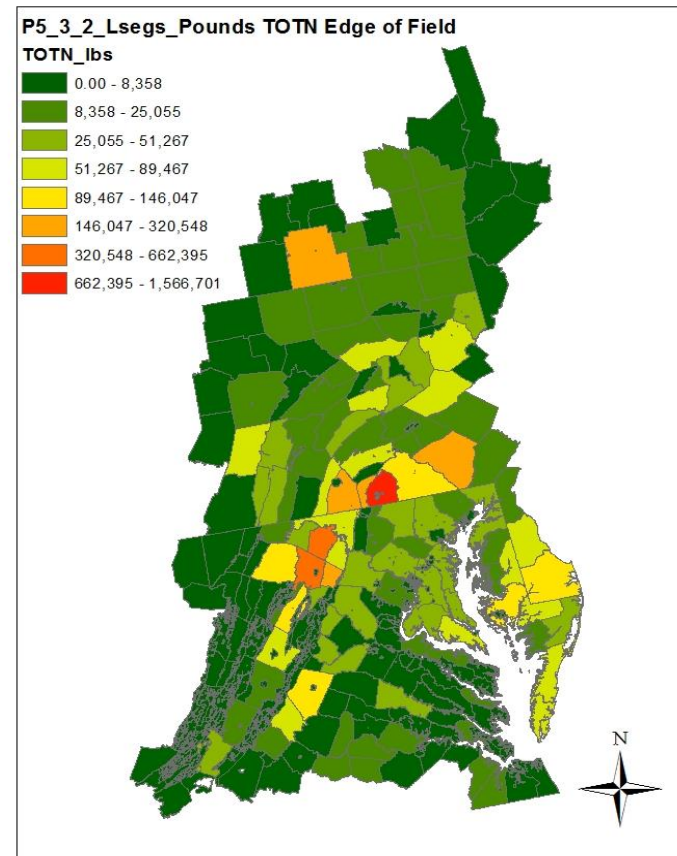 P5_3_2_Lsegs_Pounds TOTN Edge of Field
TOTN_lbs
0.00 - 8,358
8,358 - 25,055
25,055 - 51,267
51,267 - 89,467
89,467 - 146,047
146,047 - 320,548
320,548 - 662,395
662,395 - 1,566,701
N